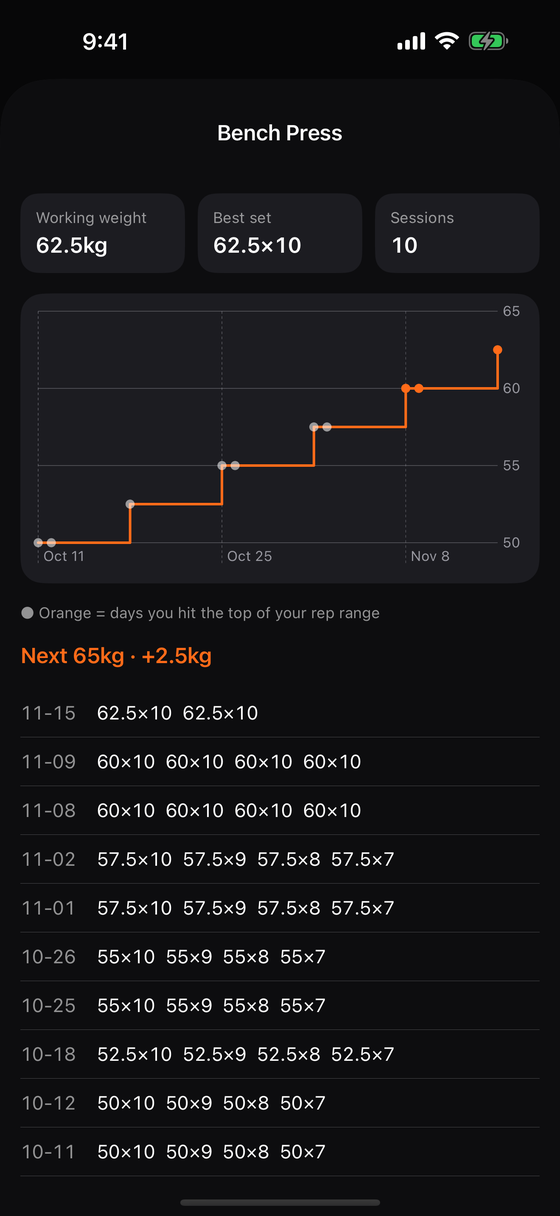 9:41
Bench Press
Working weight
62.5kg
Best set
62.5×10
Sessions
10
65
60
55
50
Oct 11
Oct 25
Nov 8
Orange = days you hit the top of your rep range
Next 65kg · +2.5kg
11-15 62.5×10 62.5×10
11-09 60×10 60×10 60×10 60×10
11-08 60×10 60×10 60×10 60×10
11-02 57.5×10 57.5×9 57.5×8 57.5×7
11-01 57.5×10 57.5×9 57.5×8 57.5×7
10-26 55×10 55×9 55×8 55×7
10-25 55×10 55×9 55×8 55×7
10-18 52.5×10 52.5×9 52.5×8 52.5×7
10-12 50×10 50×9 50×8 50×7
10-11 50×10 50×9 50×8 50×7